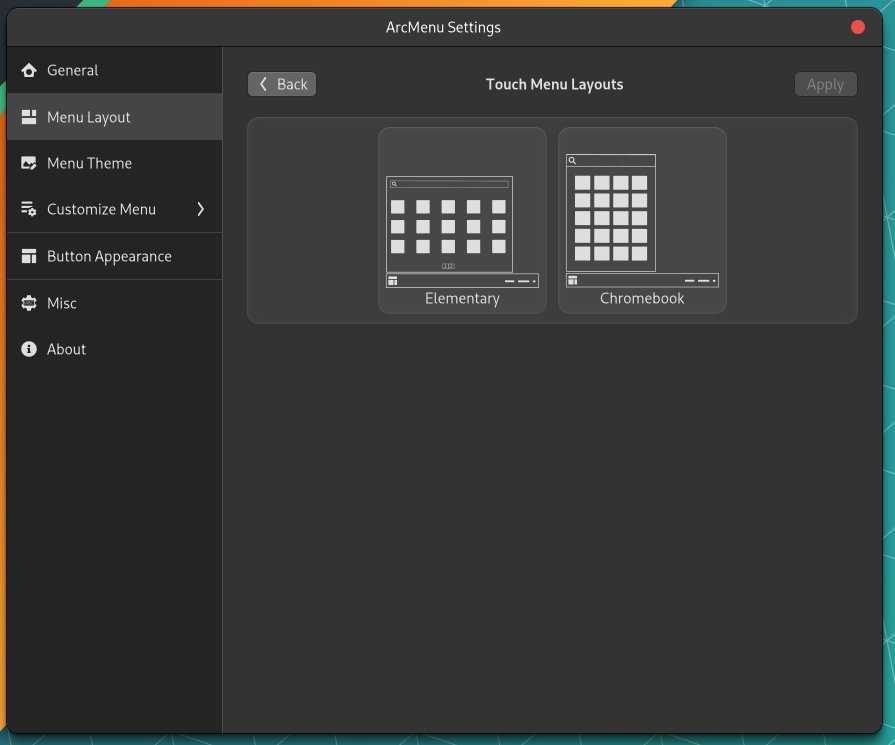 ArcMenu Settings
General
Menu Layout
Menu Theme
Customize Menu
Button Appearance
Misc
About
Back
Touch Menu Layouts
Apply
Elementary
Chromebook